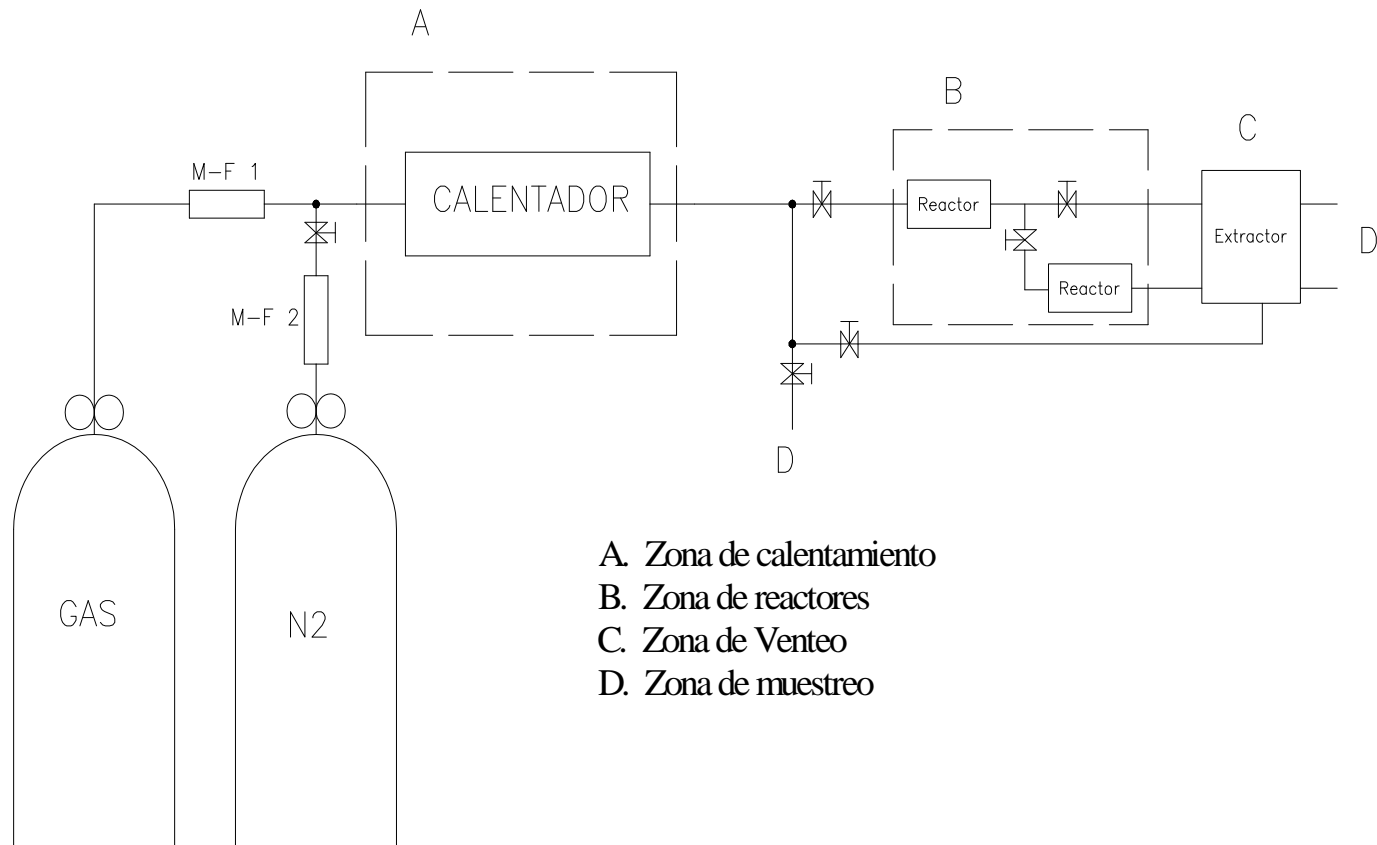 A
B
C
M-F 1
CALENTADOR
Reactor
Extractor
D
Reactor
M-F 2
D
GAS
N2
A. Zona de calentamiento
B. Zona de reactores
C. Zona de Venteo
D. Zona de muestreo